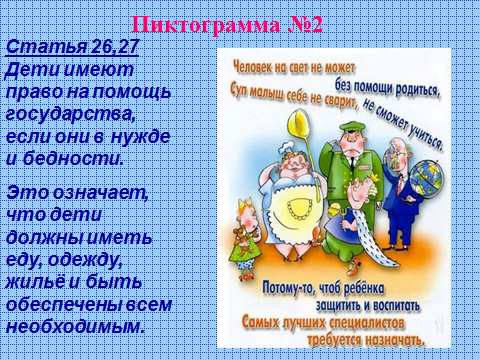 Пиктограмма №2
Статья 26,27
Дети имеют
право на помощь
государства,
если они в нужде
и бедности.
Это означает,
что дети
должны иметь
еду, одежду,
жильё и быть
обеспечены всем
необходимым.
Человек на свет не может
без помощи родиться,
Суп малыш себе не сварит,
не сможет учиться.
Потому-то, чтоб ребёнка
защитить и воспитать
Самых лучших специалистов
требуется назначать.